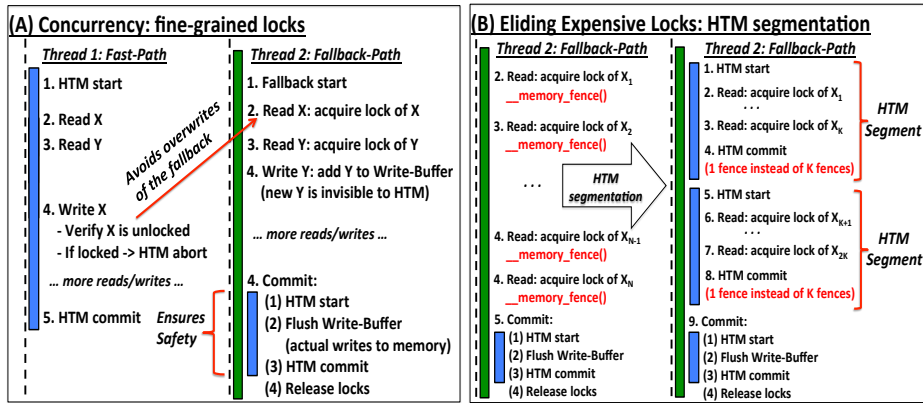 (A) Concurrency: fine-grained locks
Thread 1: Fast-Path
1. HTM start
2. Read X
3. Read Y
4. Write X
- Verify X is unlocked
- If locked -> HTM abort
... more reads/writes ...
5. HTM commit
Avoids overwrites
of the fallback
Ensures
Safety
Thread 2: Fallback-Path
1. Fallback start
2. Read X: acquire lock of X
3. Read Y: acquire lock of Y
4. Write Y: add Y to Write-Buffer
(new Y is invisible to HTM)
... more reads/writes ...
4. Commit:
(1) HTM start
(2) Flush Write-Buffer
(actual writes to memory)
(3) HTM commit
(4) Release locks
(B) Eliding Expensive Locks: HTM segmentation
Thread 2: Fallback-Path
2. Read: acquire lock of X1
__memory_fence()
3. Read: acquire lock of X2
__memory_fence()
...
4. Read: acquire lock of XN-1
__memory_fence()
4. Read: acquire lock of XN
__memory_fence()
5. Commit:
(1) HTM start
(2) Flush Write-Buffer
(3) HTM commit
(4) Release locks
HTM
segmentation
Thread 2: Fallback-Path
1. HTM start
2. Read: acquire lock of X1
...
3. Read: acquire lock of XK
4. HTM commit
(1 fence instead of K fences)
5. HTM start
6. Read: acquire lock of XK+1
...
7. Read: acquire lock of X2K
8. HTM commit
(1 fence instead of K fences)
9. Commit:
(1) HTM start
(2) Flush Write-Buffer
(3) HTM commit
(4) Release locks
HTM
Segment
HTM
Segment